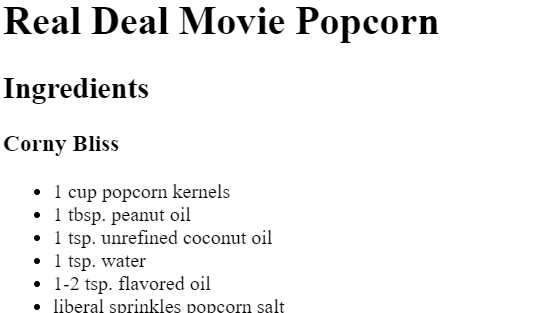 Real Deal Movie Popcorn
Ingredients
Corny Bliss
1 cup popcorn kernels
1 tbsp. peanut oil
1 tsp. unrefined coconut oil
1 tsp. water
1-2 tsp. flavored oil
liberal sprinkles popcorn salt